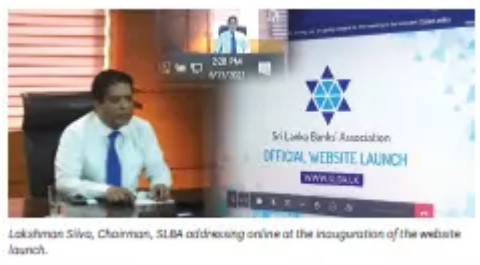 2:28 PM
Sri Lanka Banks' Association
OFFICIAL WEBSITE LAUNCH
WWW.SLBA.LK
Lakshman Silva, Chairman, SLBA addressing online at the inauguration of the website
launch.